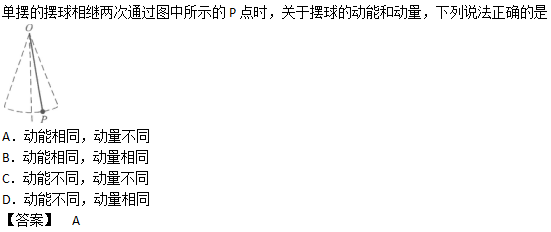 单摆的摆球相继两次通过图中所示的 P 点时，关于摆球的动能和动量，下列说法正确的是
O
P
A．动能相同，动量不同
B．动能相同，动量相同
C．动能不同，动量不同
D．动能不同，动量相同
【答案】 A